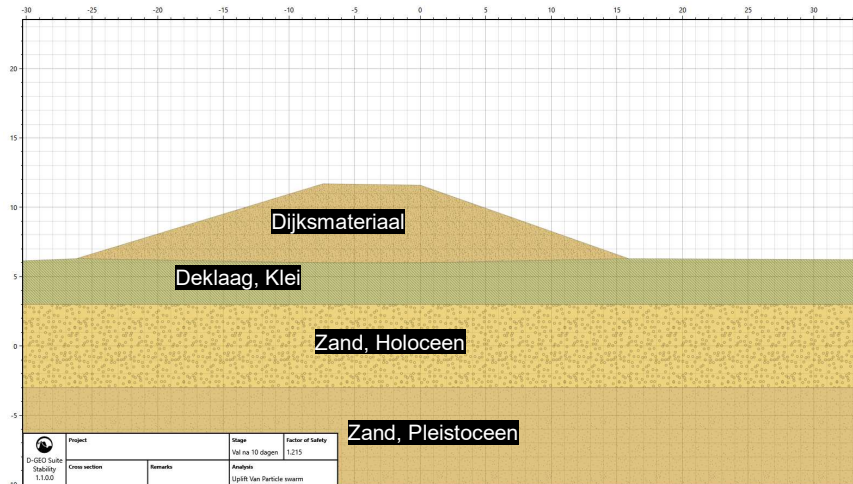 -30 -25 -20 -15 -10 -5 0 5 10 15 20 25 30
20
15
10
5
0
-5
-10
Dijksmateriaal
Deklaag, Klei
Zand, Holoceen
Zand, Pleistoceen
D-GEO Suite
Stability
1.1.0.0
Project
Stage
Val na 10 dagen
Factor of Safety
1.215
Cross section
Remarks
Analysis
Uplift Van Particle swarm